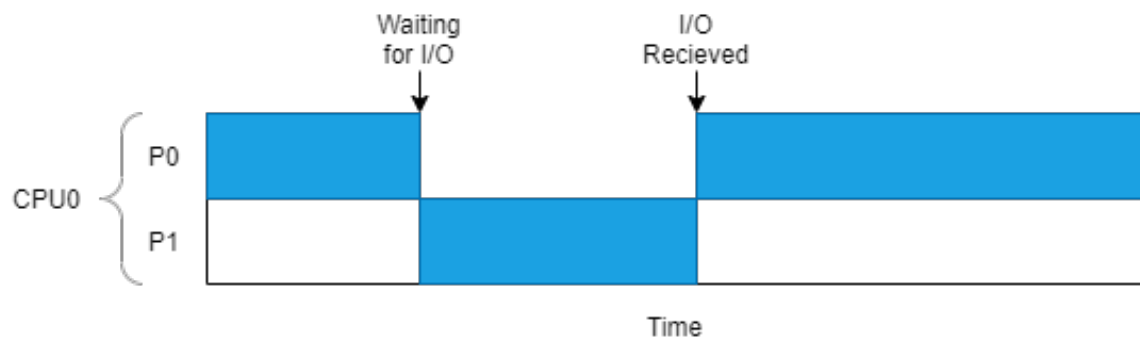 Waiting
for I/O
I/O
Recieved
CPU0
P0
P1
Time